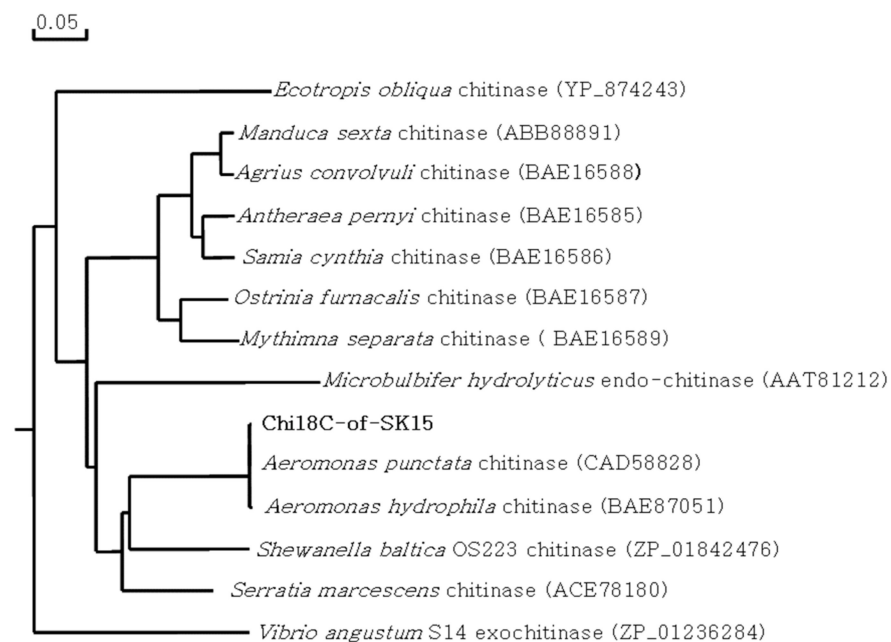 0.05
Ecotropis obliqua chitinase (YP_874243)
Manduca sexta chitinase (ABB88891)
Agrius convolvuli chitinase (BAE16588)
Antheraea pernyi chitinase (BAE16585)
Samia cynthia chitinase (BAE16586)
Ostrinia furnacalis chitinase (BAE16587)
Mythimna separata chitinase ( BAE16589)
Microbulbifer hydrolyticus endo-chitinase (AAT81212)
Chi18C-of-SK15
Aeromonas punctata chitinase (CAD58828)
Aeromonas hydrophila chitinase (BAE87051)
Shewanella baltica OS223 chitinase (ZP_01842476)
Serratia marcescens chitinase (ACE78180)
Vibrio angustum S14 exochitinase (ZP_01236284)